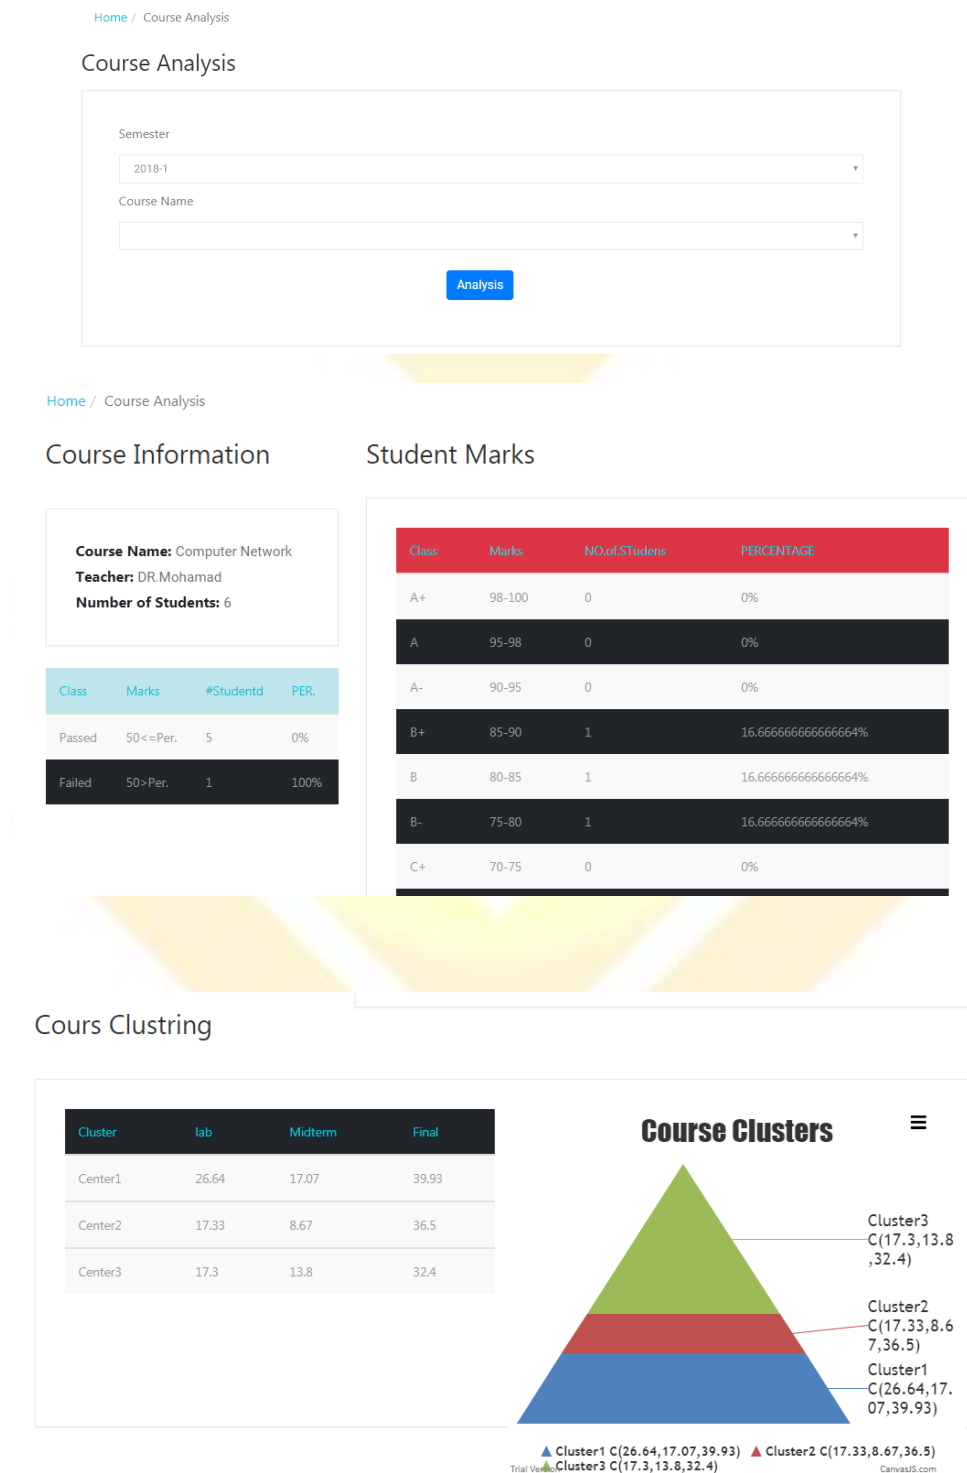 Home / Course Analysis
Course Analysis
Semester
2018-1
Course Name
Analysis
Home / Course Analysis
Course Information
Student Marks
Course Name: Computer Network
Teacher: DR.Mohamad
Number of Students: 6
Class Marks #Studentd PER.
Passed 50<=Per. 5 0%
Failed 50>Per. 1 100%
Class Marks NO.of.STudens PERCENTAGE
A+ 98-100 0 0%
A 95-98 0 0%
A- 90-95 0 0%
B+ 85-90 1 16.666666666666664%
B 80-85 1 16.666666666666664%
B- 75-80 1 16.666666666666664%
C+ 70-75 0 0%
Cours Clustring
Cluster lab Midterm Final
Center1 26.64 17.07 39.93
Center2 17.33 8.67 36.5
Center3 17.3 13.8 32.4
Course Clusters
Cluster3
C(17.3,13.8
,32.4)
Cluster2
C(17.33,8.6
7,36.5)
Cluster1
C(26.64,17.
07,39.93)
Cluster1 C(26.64,17.07,39.93) Cluster2 C(17.33,8.67,36.5)
Cluster3 C(17.3,13.8,32.4)
Trial Version CanvasJS.com